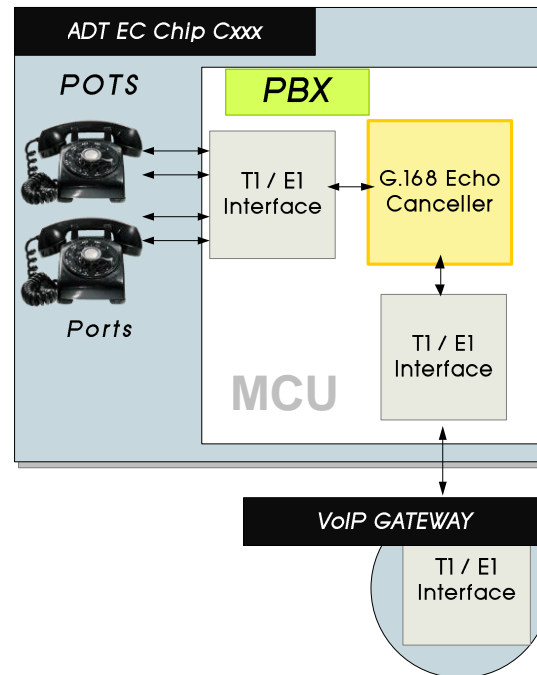 ADT EC Chip Cxxx
POTS
PBX
T1 / E1
Interface
G.168 Echo
Canceller
Ports
T1 / E1
Interface
MCU
VoIP GATEWAY
T1 / E1
Interface